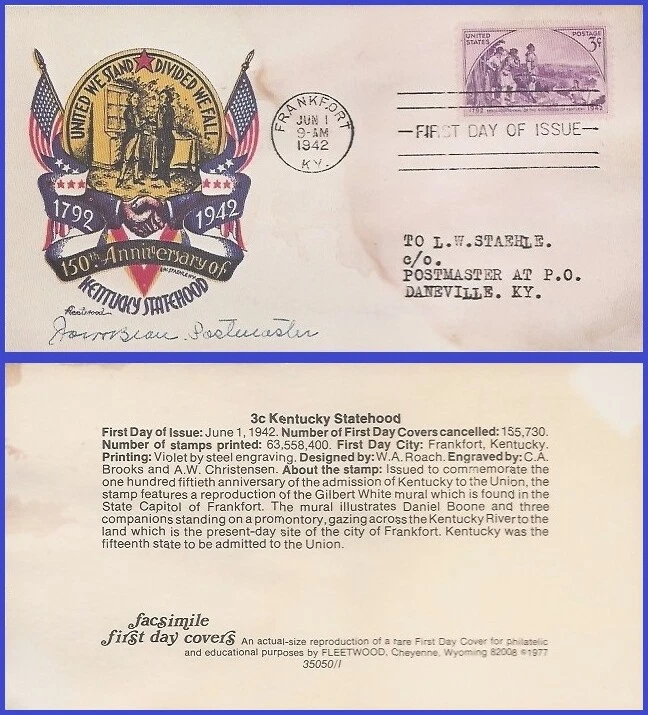 UNITED WE STAND ★ DIVIDED WE FALL
1792 1942
150th Anniversary of
W. STAEHLE N.Y.
KENTUCKY STATEHOOD
Fleetwood
Postmaster
FRANKFORT
JUN 1
9-AM
1942
KY.
UNITED STATES
POSTAGE
3¢
1792
1942
FIRST DAY OF ISSUE
TO L.W.STAEHLE.
c/o.
POSTMASTER AT P.O.
DANEVILLE. KY.
3c Kentucky Statehood
First Day of Issue: June 1, 1942. Number of First Day Covers cancelled: 155,730.
Number of stamps printed: 63,558,400. First Day City: Frankfort, Kentucky.
Printing: Violet by steel engraving. Designed by: W.A. Roach. Engraved by: C.A.
Brooks and A.W. Christensen. About the stamp: Issued to commemorate the
one hundred fiftieth anniversary of the admission of Kentucky to the Union, the
stamp features a reproduction of the Gilbert White mural which is found in the
State Capitol of Frankfort. The mural illustrates Daniel Boone and three
companions standing on a promontory, gazing across the Kentucky River to the
land which is the present-day site of the city of Frankfort. Kentucky was the
fifteenth state to be admitted to the Union.
facsimile
first day covers An actual-size reproduction of a rare First Day Cover for philatelic
and educational purposes by FLEETWOOD, Cheyenne, Wyoming 82008 ©1977
35050/I